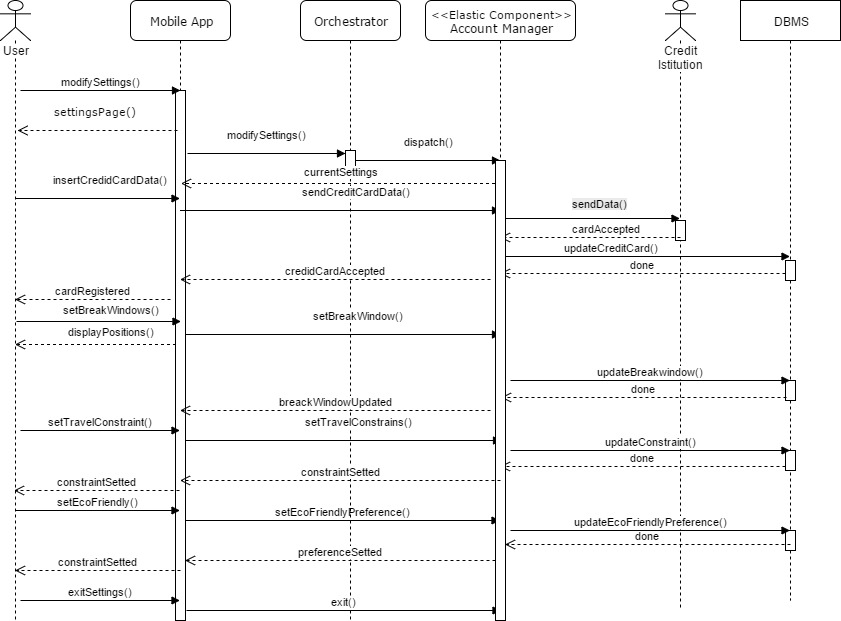 User
Mobile App
Orchestrator
<<Elastic Component>>
Account Manager
Credit
Istitution
DBMS
modifySettings()
settingsPage()
modifySettings()
dispatch()
currentSettings
insertCredidCardData()
sendCreditCardData()
sendData()
cardAccepted
updateCreditCard()
done
credidCardAccepted
cardRegistered
setBreakWindows()
setBreakWindow()
displayPositions()
updateBreakwindow()
done
breackWindowUpdated
setTravelConstraint()
setTravelConstrains()
updateConstraint()
done
constraintSetted
constraintSetted
setEcoFriendly()
setEcoFriendlyPreference()
updateEcoFriendlyPreference()
done
preferenceSetted
constraintSetted
exitSettings()
exit()